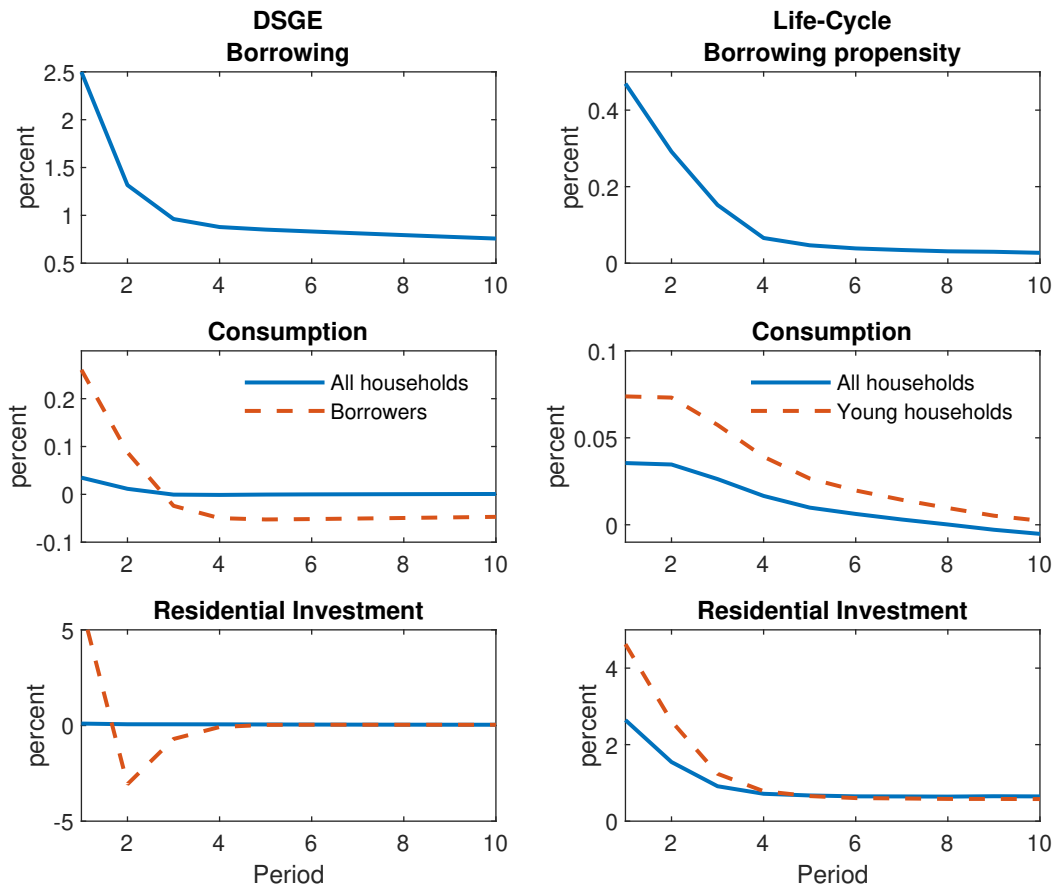 DSGE
Borrowing
2.5
2
1.5
1
0.5
percent
2 4 6 8 10
Life-Cycle
Borrowing propensity
0.4
0.2
0
percent
2 4 6 8 10
Consumption
0.2
0.1
0
-0.1
percent
All households
Borrowers
2 4 6 8 10
Consumption
0.1
0.05
0
percent
All households
Young households
2 4 6 8 10
Residential Investment
5
0
-5
percent
2 4 6 8 10
Period
Residential Investment
4
2
0
percent
2 4 6 8 10
Period